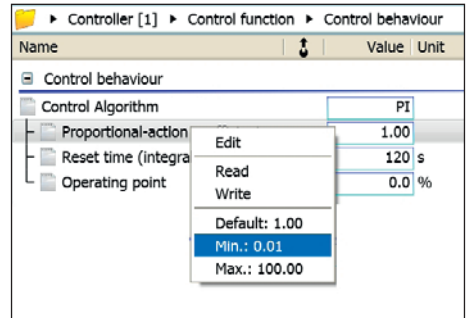 ▸ Controller [1] ▸ Control function ▸ Control behaviour
Name Value Unit
Control behaviour
Control Algorithm PI
Proportional-action 1.00
Reset time (integra 120 s
Operating point 0.0 %
Edit
Read
Write
Default: 1.00
Min.: 0.01
Max.: 100.00